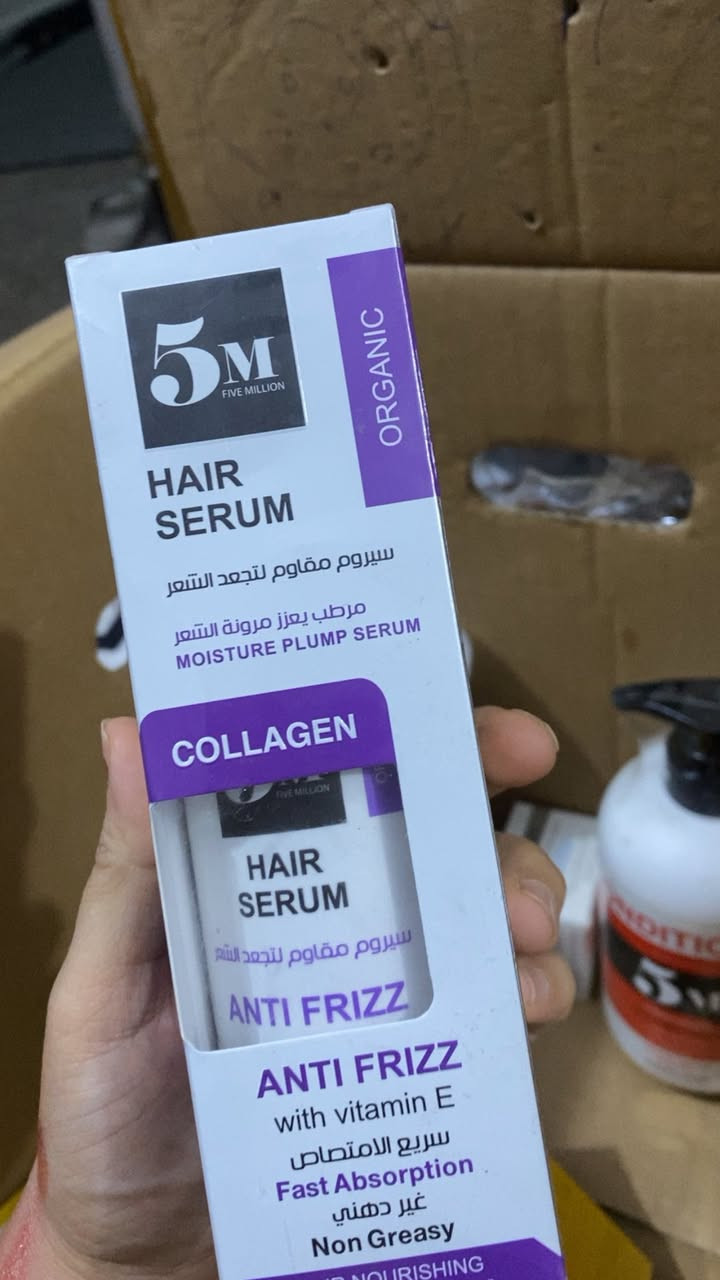 5M
FIVE MILLION
ORGANIC
HAIR
SERUM
سيروم مقاوم لتجعد الشعر
مرطب يعزز مرونة الشعر
MOISTURE PLUMP SERUM
COLLAGEN
FIVE MILLION
HAIR
SERUM
سيروم مقاوم لتجعد الشعر
ANTI FRIZZ
ANTI FRIZZ
with vitamin E
سريع الامتصاص
Fast Absorption
غير دهني
Non Greasy
NOURISHING
5